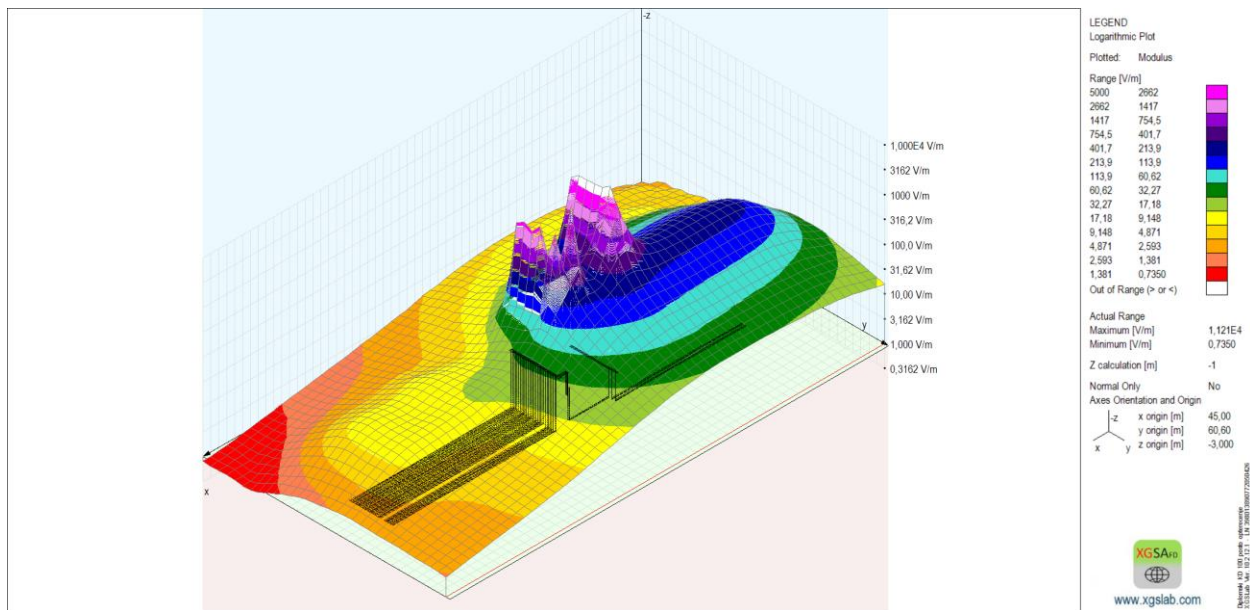 -z
y
x
1,000E4 V/m
3162 V/m
1000 V/m
316,2 V/m
100,0 V/m
31,62 V/m
10,00 V/m
3,162 V/m
1,000 V/m
0,3162 V/m
LEGEND
Logarithmic Plot
Plotted: Modulus
Range [V/m]
5000 2662
2662 1417
1417 754,5
754,5 401,7
401,7 213,9
213,9 113,9
113,9 60,62
60,62 32,27
32,27 17,18
17,18 9,148
9,148 4,871
4,871 2,593
2,593 1,381
1,381 0,7350
Out of Range (> or <)
Actual Range
Maximum [V/m] 1,121E4
Minimum [V/m] 0,7350
Z calculation [m] -1
Normal Only No
Axes Orientation and Origin
-z
x y
x origin [m] 45,00
y origin [m] 60,60
z origin [m] -3,000
XGSA FD
www.xgslab.com